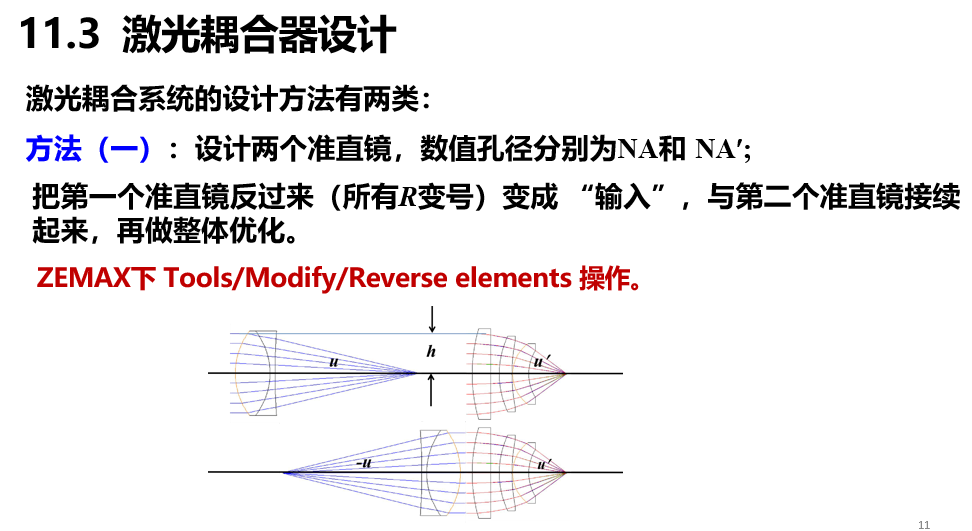 11.3 激光耦合器设计
激光耦合系统的设计方法有两类：
方法（一）：设计两个准直镜，数值孔径分别为NA和 NA′;
把第一个准直镜反过来（所有R变号）变成 “输入”，与第二个准直镜接续
起来，再做整体优化。
ZEMAX下 Tools/Modify/Reverse elements 操作。
u
h
u′
-u
u′
11